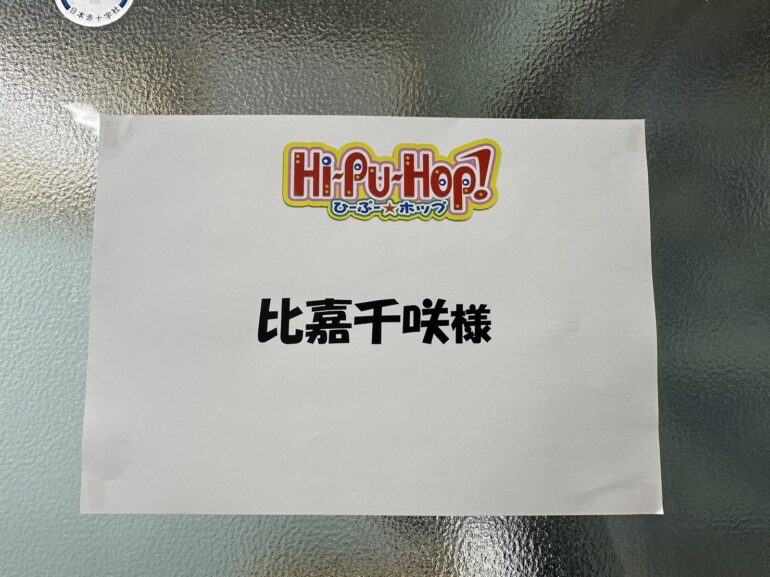 日本赤十字社
Hi-Pu-Hop!
ひーぷー★ホップ
比嘉千咲様